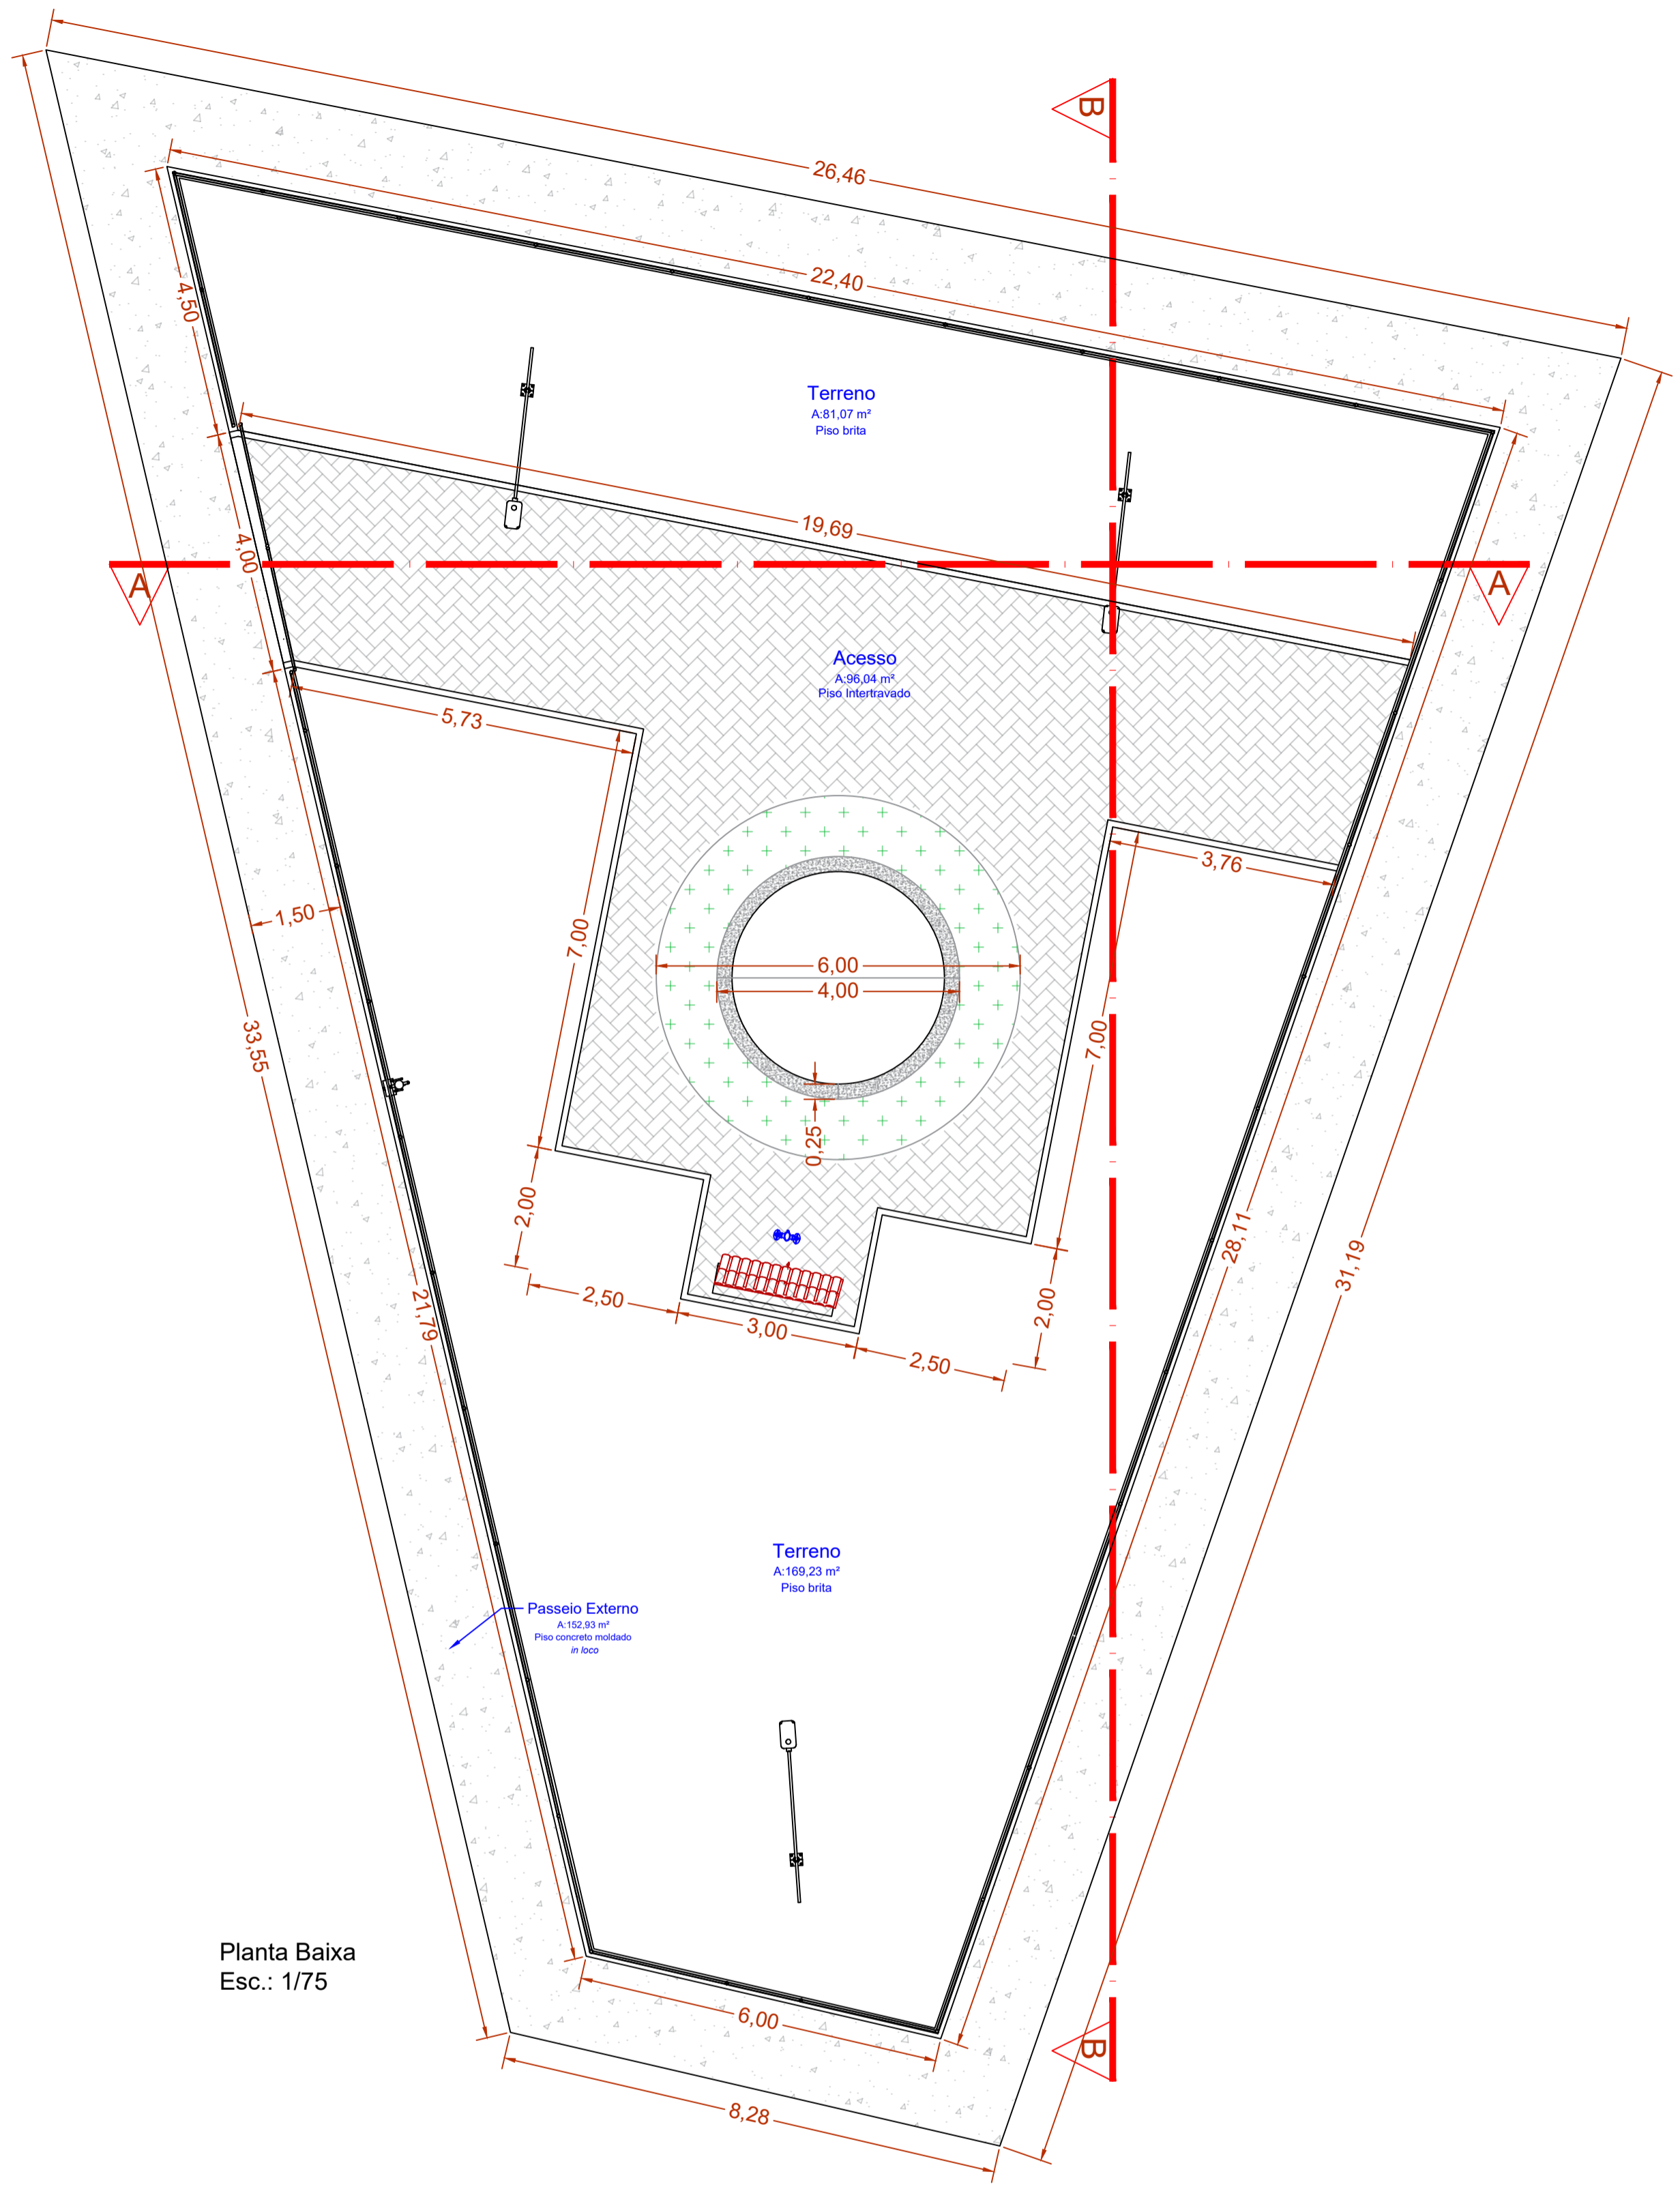 B
26,46
22,40
4,50
Terreno
A:81,07 m²
Piso brita
19,69
4,00
A
A
Acesso
A:96,04 m²
Piso Intertravado
5,73
3,76
7,00
1,50
6,00
4,00
33,55
7,00
0,25
2,00
28,11
31,19
21,79
2,50
3,00
2,00
2,50
Terreno
A:169,23 m²
Piso brita
Passeio Externo
A:152,93 m²
Piso concreto moldado
in loco
Planta Baixa
Esc.: 1/75
6,00
B
8,28